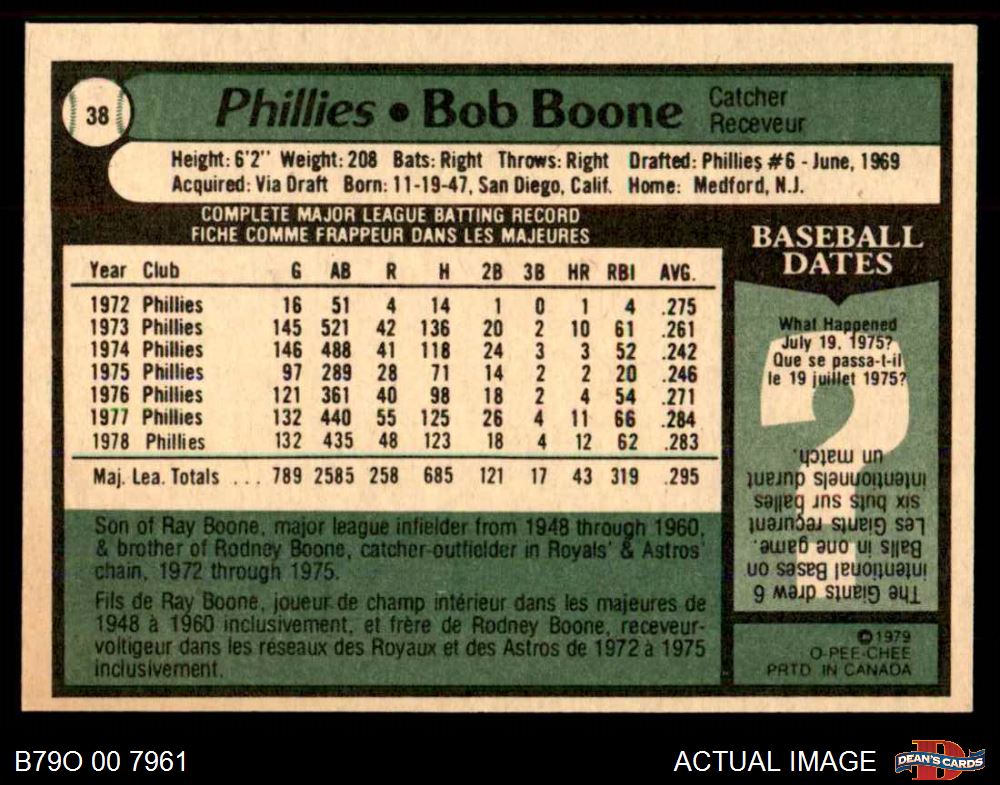 38
Phillies • Bob Boone
Catcher
Receveur
Height: 6'2" Weight: 208 Bats: Right Throws: Right Drafted: Phillies #6 - June, 1969
Acquired: Via Draft Born: 11-19-47, San Diego, Calif. Home: Medford, N.J.
COMPLETE MAJOR LEAGUE BATTING RECORD
FICHE COMME FRAPPEUR DANS LES MAJEURES
Year Club G AB R H 2B 3B HR RBI AVG.
1972 Phillies 16 51 4 14 1 0 1 4 .275
1973 Phillies 145 521 42 136 20 2 10 61 .261
1974 Phillies 146 488 41 118 24 3 3 52 .242
1975 Phillies 97 289 28 71 14 2 2 20 .246
1976 Phillies 121 361 40 98 18 2 4 54 .271
1977 Phillies 132 440 55 125 26 4 11 66 .284
1978 Phillies 132 435 48 123 18 4 12 62 .283
Maj. Lea. Totals ... 789 2585 258 685 121 17 43 319 .295
Son of Ray Boone, major league infielder from 1948 through 1960,
& brother of Rodney Boone, catcher-outfielder in Royals' & Astros'
chain, 1972 through 1975.
Fils de Ray Boone, joueur de champ intérieur dans les majeures de
1948 à 1960 inclusivement, et frère de Rodney Boone, receveur-
voltigeur dans les réseaux des Royaux et des Astros de 1972 à 1975
inclusivement.
BASEBALL
DATES
What Happened
July 19, 1975?
Que se passa-t-il
le 19 juillet 1975?
The Giants drew 6
intentional Bases on
Balls in one game.
Les Giants reçurent
six buts sur balles
intentionnels durant
un match.
©1979
O-PEE-CHEE
PRTD. IN CANADA
B79O 00 7961
ACTUAL IMAGE
D
DEAN'S CARDS